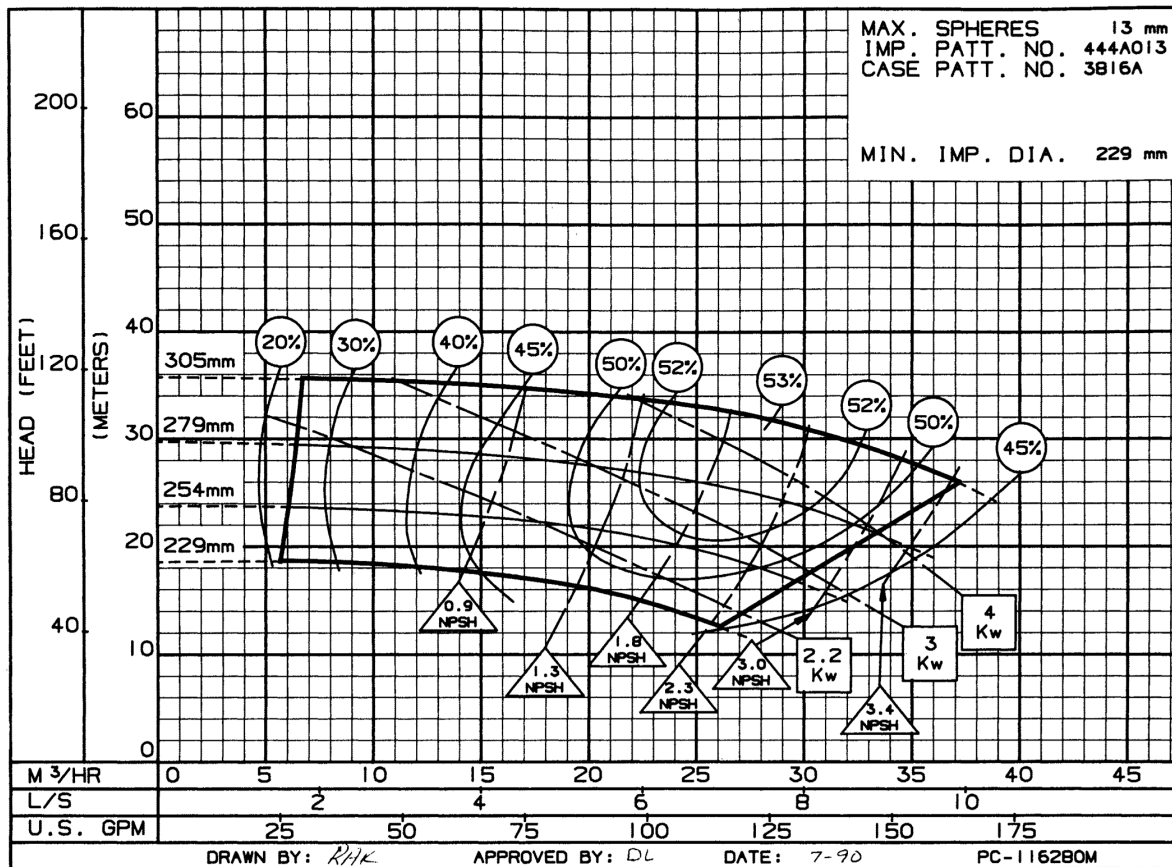 MAX. SPHERES 13 mm
IMP. PATT. NO. 444A013
CASE PATT. NO. 3816A
MIN. IMP. DIA. 229 mm
HEAD (FEET)
200
160
120
80
40
(METERS)
60
50
40
30
20
10
0
305mm
279mm
254mm
229mm
20%
30%
40%
45%
50%
52%
53%
52%
50%
45%
0.9 NPSH
1.3 NPSH
1.8 NPSH
2.3 NPSH
3.0 NPSH
3.4 NPSH
2.2 Kw
3 Kw
4 Kw
M³/HR 0 5 10 15 20 25 30 35 40 45
L/S 2 4 6 8 10
U.S. GPM 25 50 75 100 125 150 175
DRAWN BY: RHK APPROVED BY: DL DATE: 7-90 PC-116280M